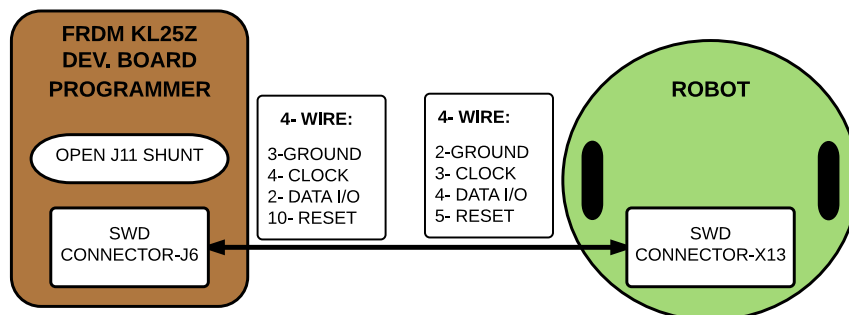 FRDM KL25Z
DEV. BOARD
PROGRAMMER
OPEN J11 SHUNT
SWD
CONNECTOR-J6
4- WIRE:
3-GROUND
4- CLOCK
2- DATA I/O
10- RESET
4- WIRE:
2-GROUND
3- CLOCK
4- DATA I/O
5- RESET
ROBOT
SWD
CONNECTOR-X13